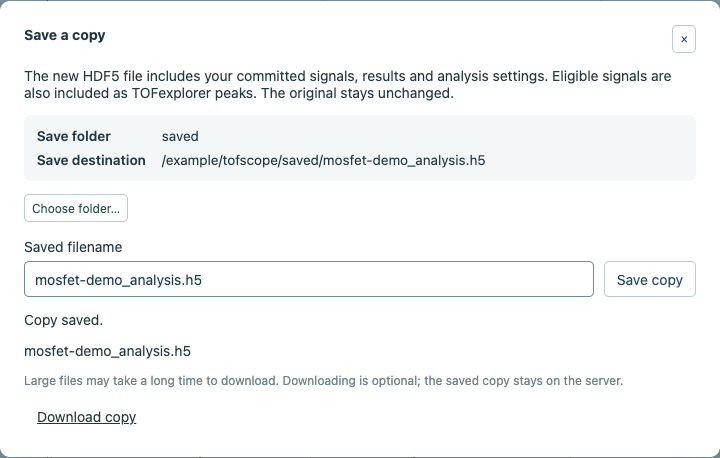 Save a copy
×
The new HDF5 file includes your committed signals, results and analysis settings. Eligible signals are
also included as TOFexplorer peaks. The original stays unchanged.
Save folder saved
Save destination /example/tofscope/saved/mosfet-demo_analysis.h5
Choose folder…
Saved filename
mosfet-demo_analysis.h5
Save copy
Copy saved.
mosfet-demo_analysis.h5
Large files may take a long time to download. Downloading is optional; the saved copy stays on the server.
Download copy